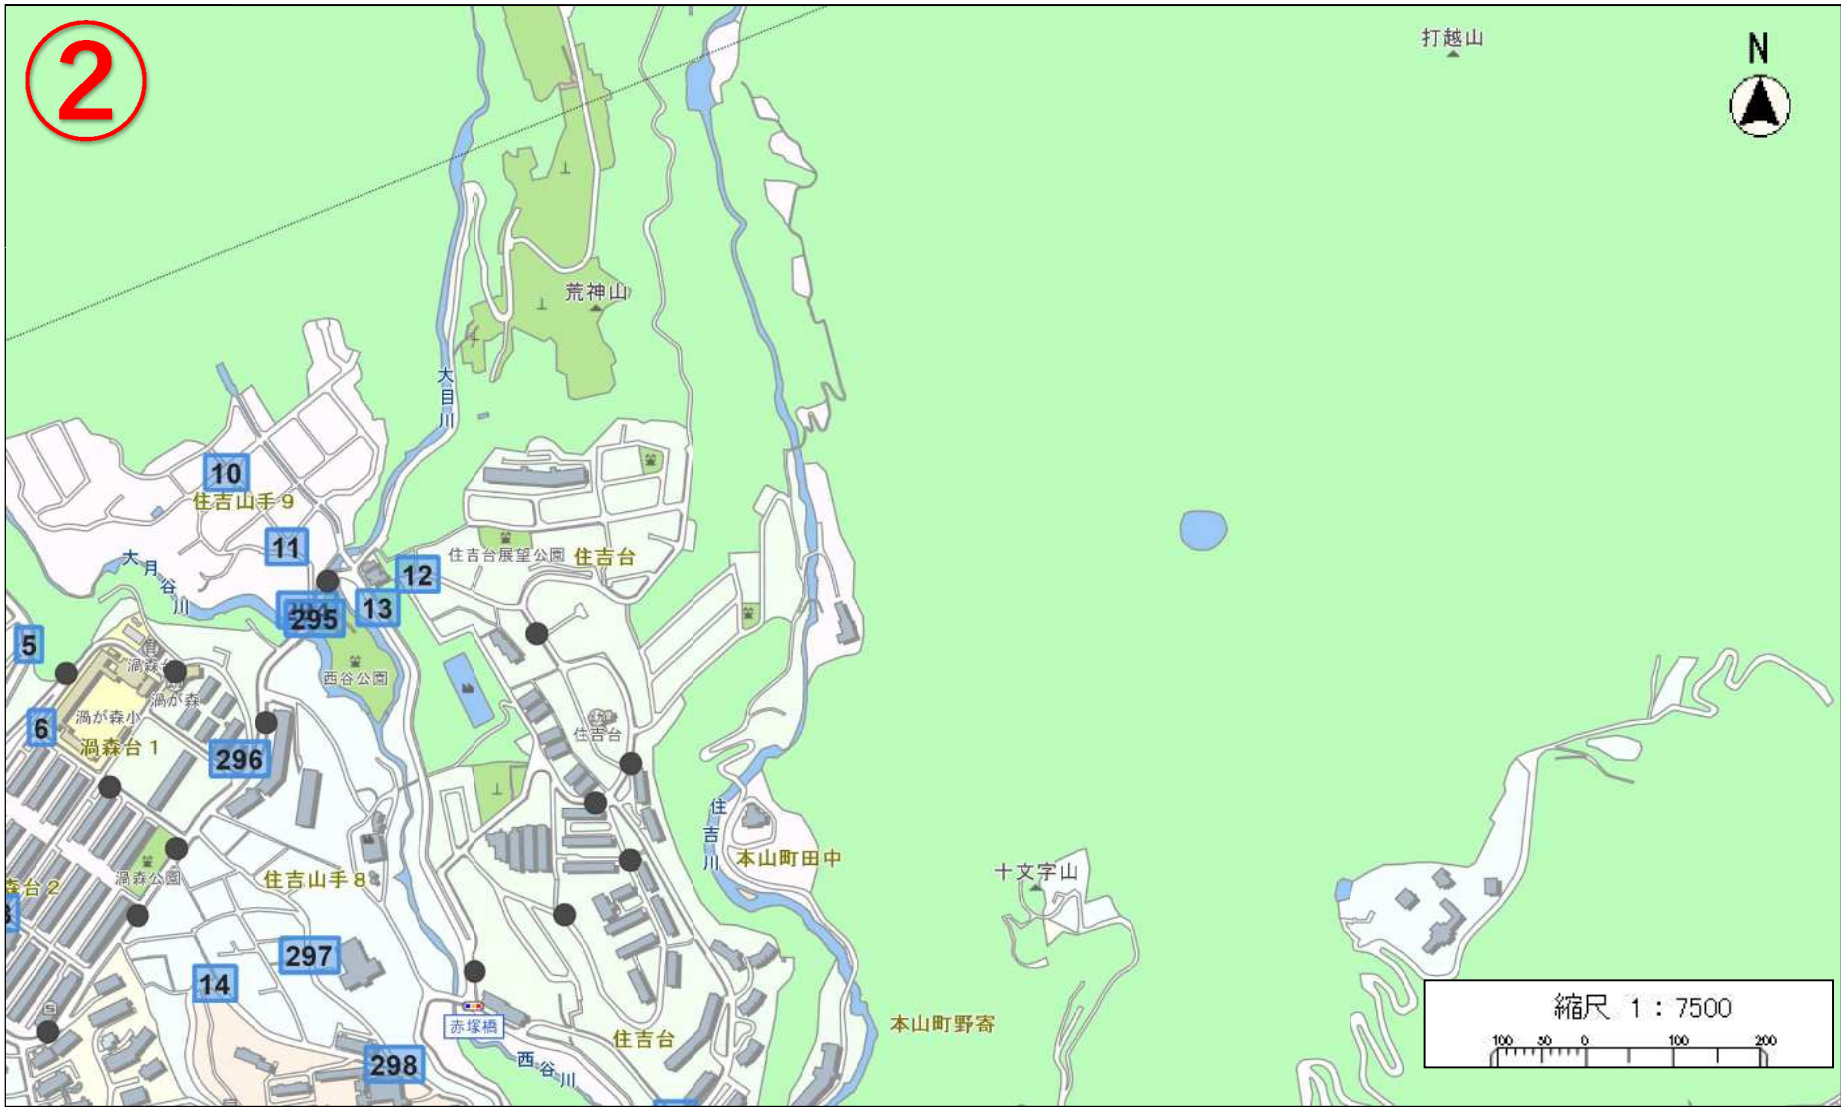 ②
打越山
N
荒神山
大月川
10
住吉山手9
11
大月谷川
住吉台展望公園
住吉台
12
13
295
5
西谷公園
渦森台
渦が森
渦が森小
6
渦森台1
296
住吉台
住吉川
本山町田中
十文字山
渦森公園
住吉山手8
森台2
297
14
赤塚橋
本山町野寄
住吉台
西谷川
298
縮尺 1:7500
100 50 0 100 200